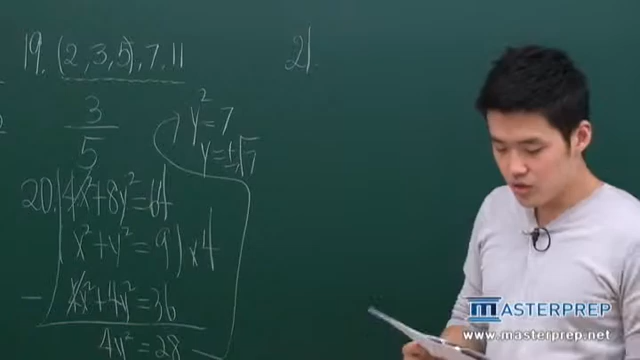 19. (2, 3, 5), 7, 11
3
5
y² = 7
y = ±√7
20. 4x² + 8y² = 64
x² + y² = 9) x 4
- 4x² + 4y² = 36
4y² = 28
21.
MASTERPREP
www.masterprep.net